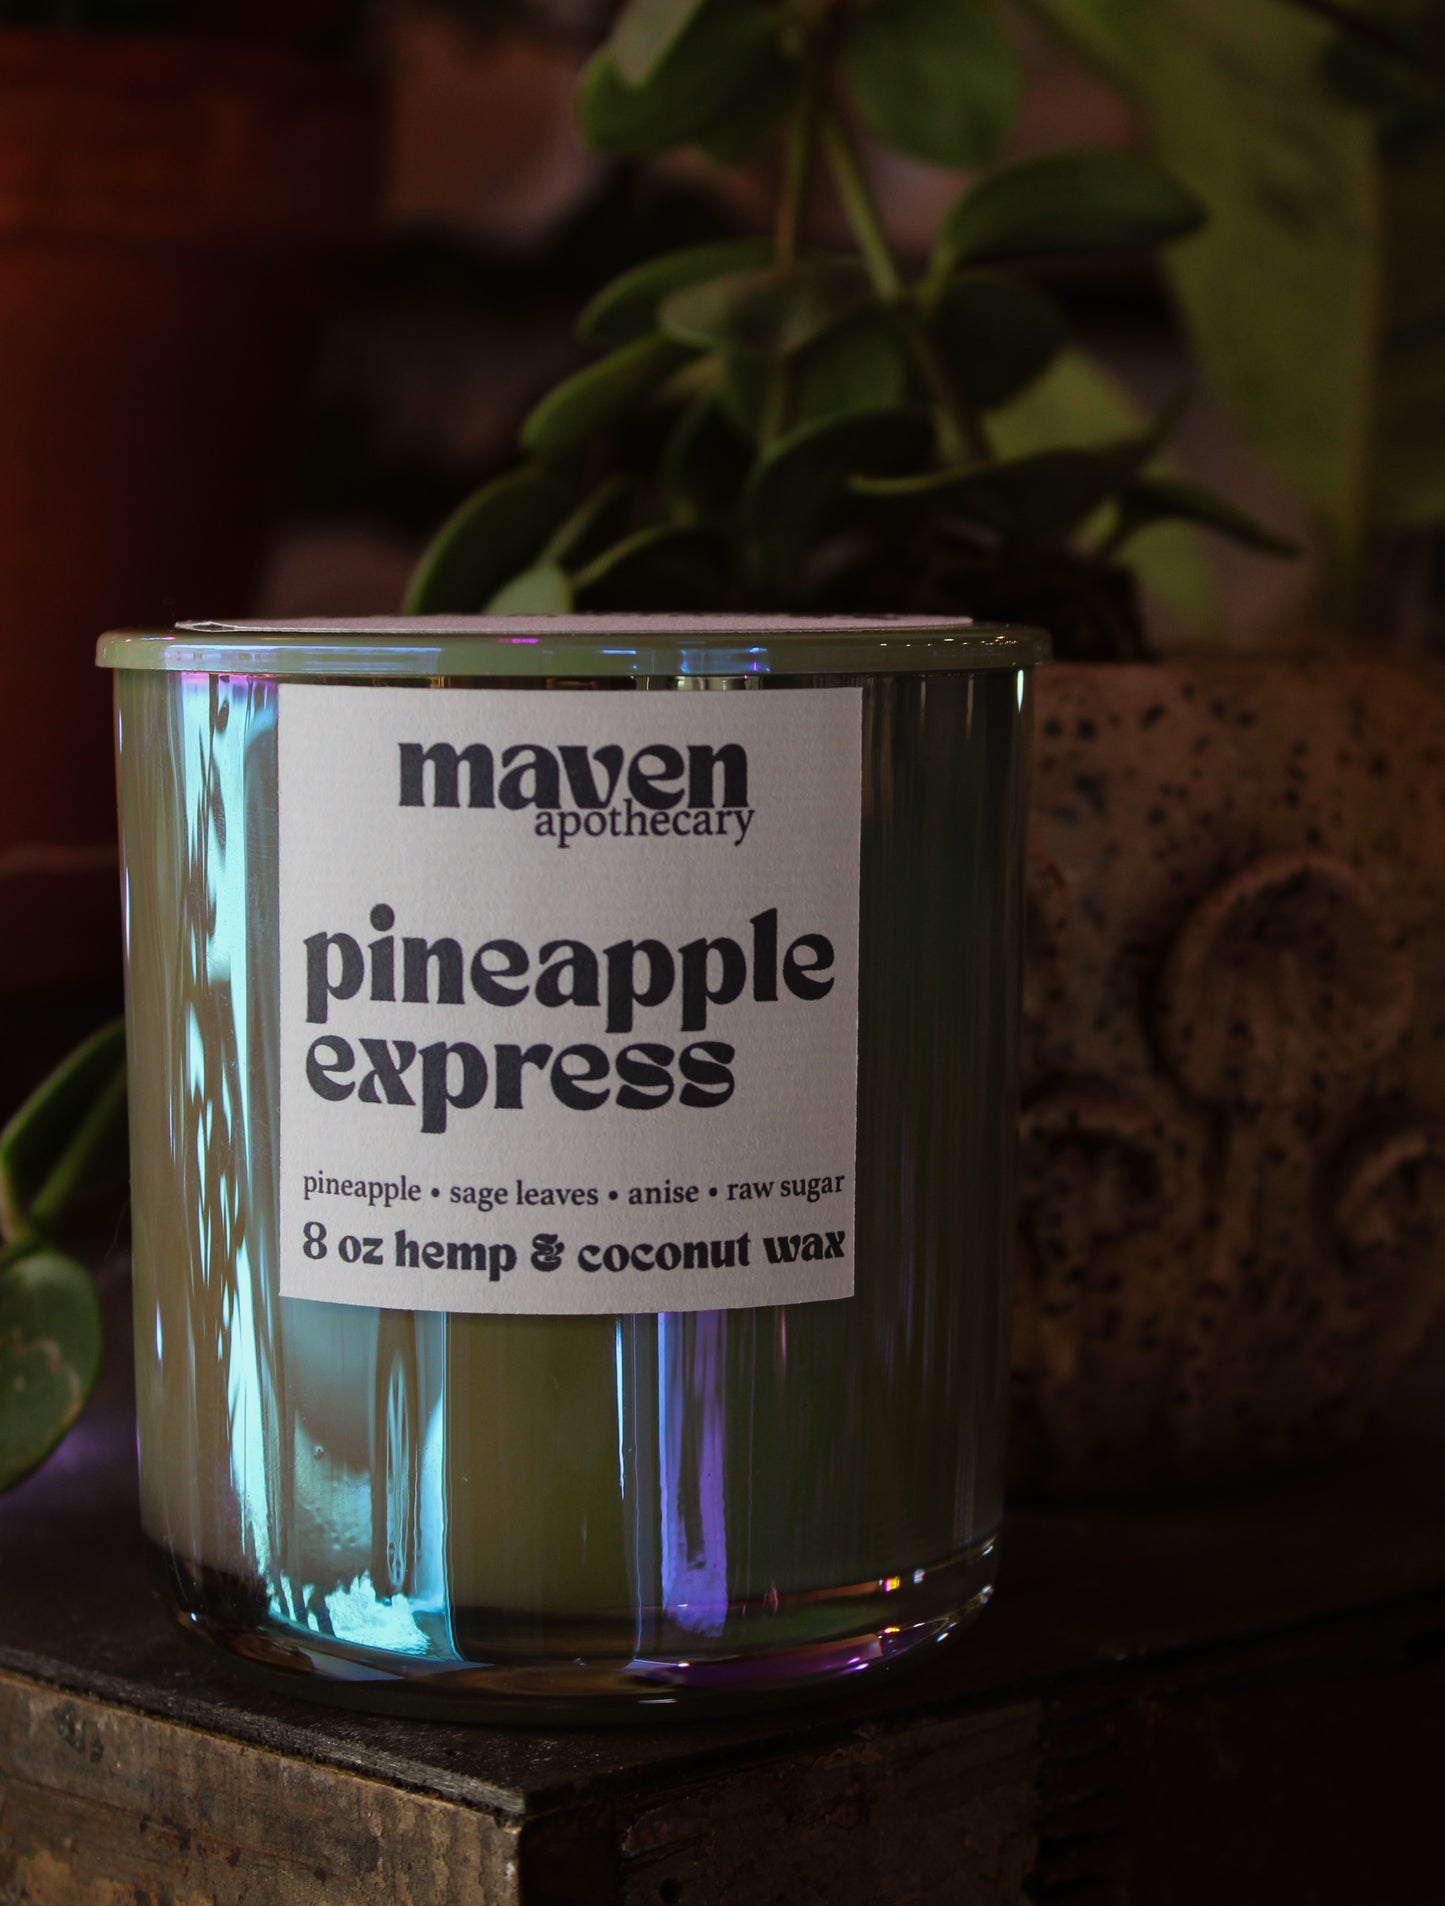 maven
apothecary
pineapple
express
pineapple • sage leaves • anise • raw sugar
8 oz hemp & coconut wax